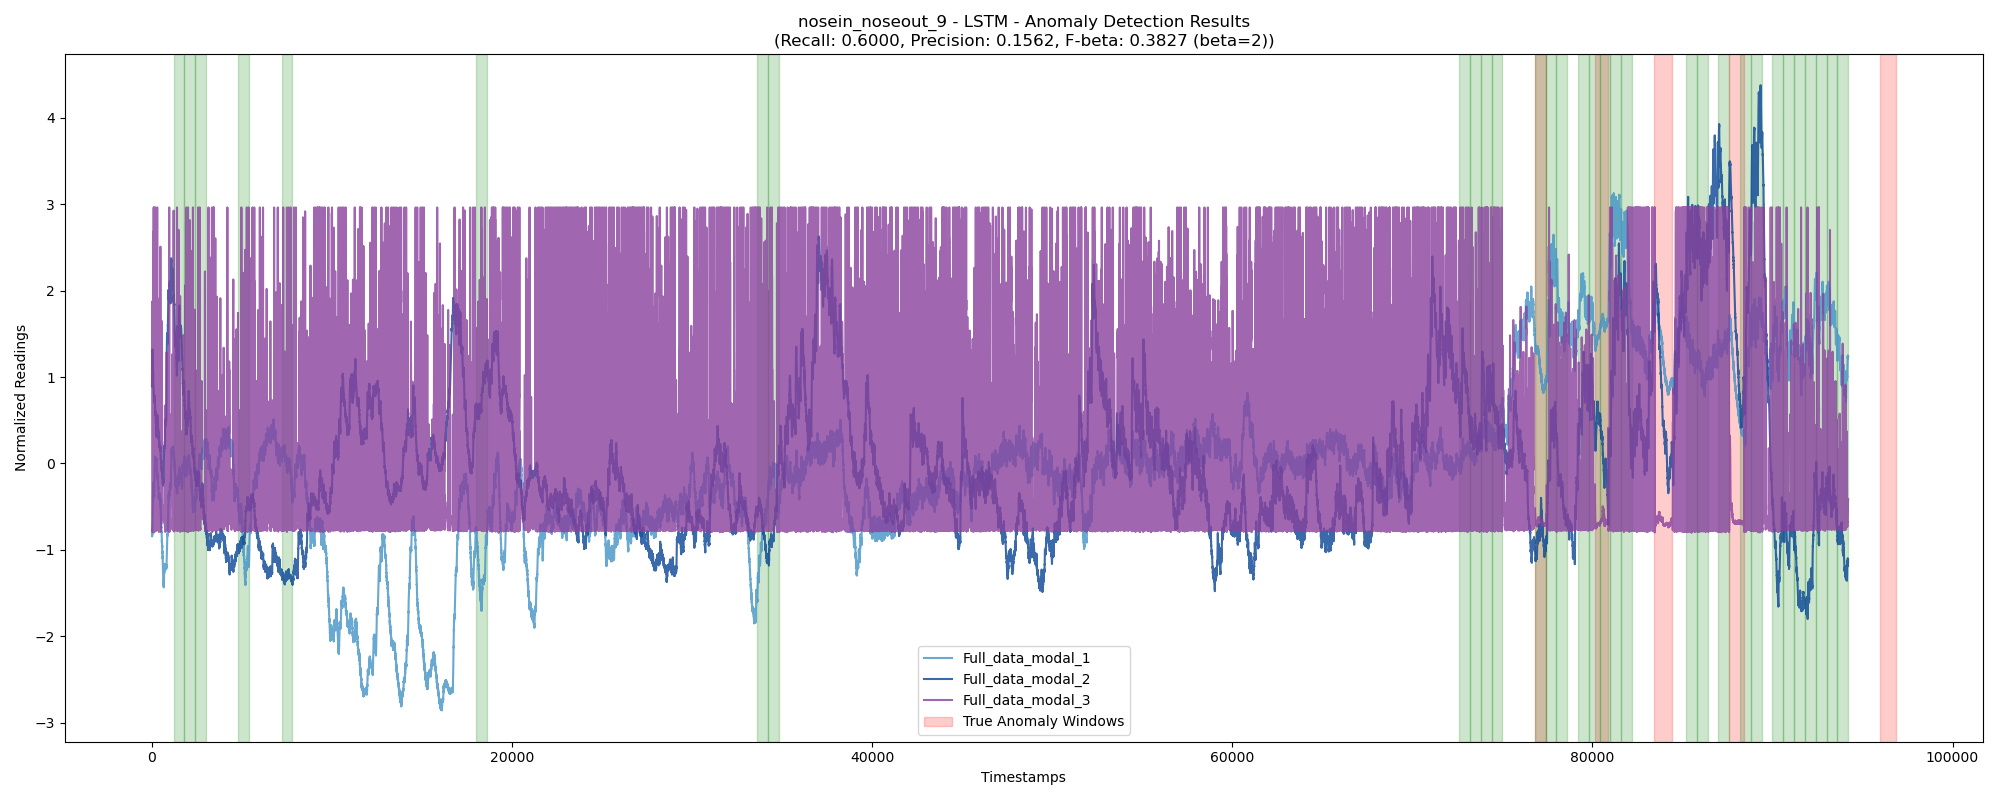 nosein_noseout_9 - LSTM - Anomaly Detection Results
(Recall: 0.6000, Precision: 0.1562, F-beta: 0.3827 (beta=2))
Normalized Readings
4
3
2
1
0
−1
−2
−3
Full_data_modal_1
Full_data_modal_2
Full_data_modal_3
True Anomaly Windows
0 20000 40000 60000 80000 100000
Timestamps